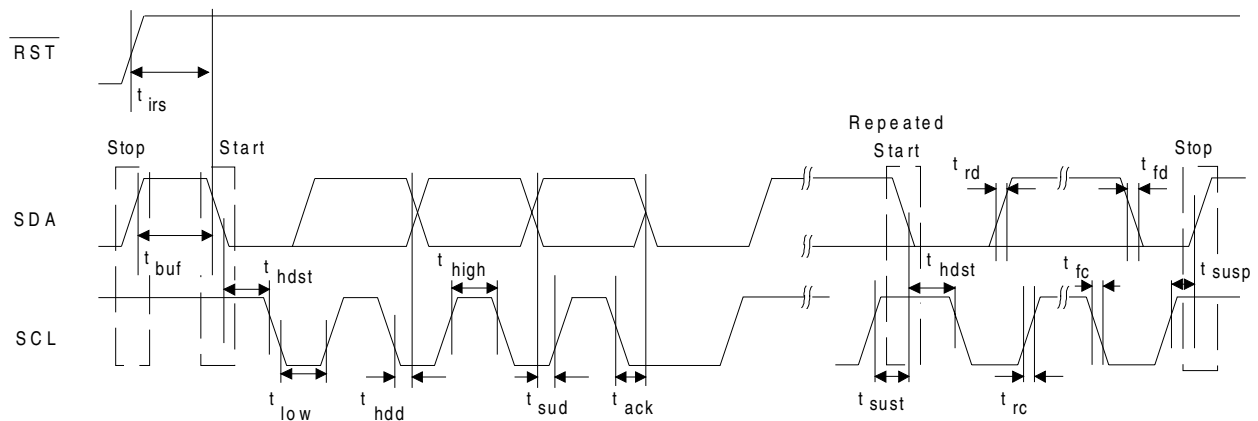 RST
t irs
Repeated
Stop Start Start Stop
t rd t fd
SDA
t buf t hdst t high t hdst t fc t susp
SCL
t low t hdd t sud t ack t sust t rc